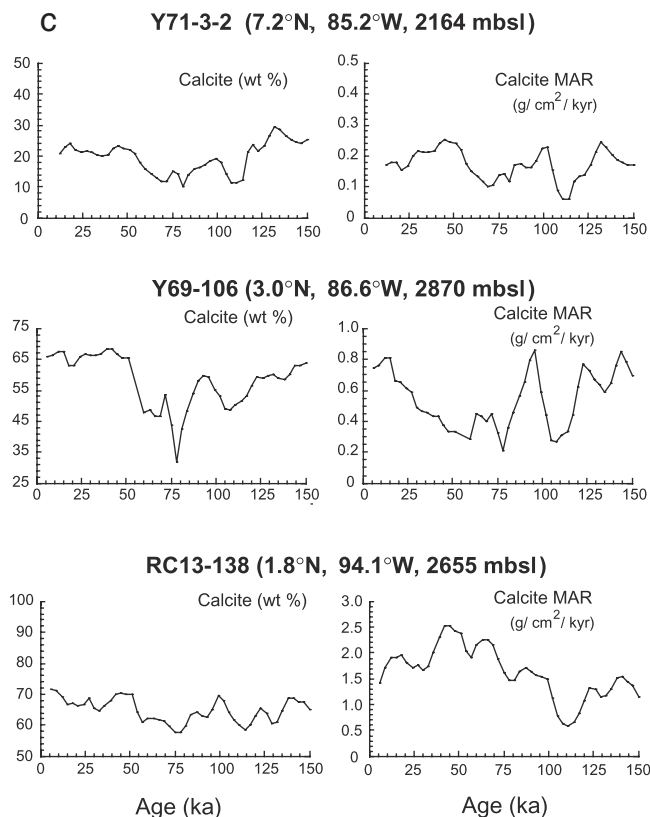 C Y71-3-2 (7.2°N, 85.2°W, 2164 mbsl)
Calcite (wt %)
50
40
30
20
10
0
0 25 50 75 100 125 150
Calcite MAR
(g/ cm2/ kyr)
0.5
0.4
0.3
0.2
0.1
0
0 25 50 75 100 125 150
Y69-106 (3.0°N, 86.6°W, 2870 mbsl)
Calcite (wt %)
75
65
55
45
35
25
0 25 50 75 100 125 150
Calcite MAR
(g/ cm2/ kyr)
1.0
0.8
0.6
0.4
0.2
0
0 25 50 75 100 125 150
RC13-138 (1.8°N, 94.1°W, 2655 mbsl)
Calcite (wt %)
100
90
80
70
60
50
0 25 50 75 100 125 150
Age (ka)
Calcite MAR
(g/ cm2/ kyr)
3.0
2.5
2.0
1.5
1.0
0.5
0
0 25 50 75 100 125 150
Age (ka)